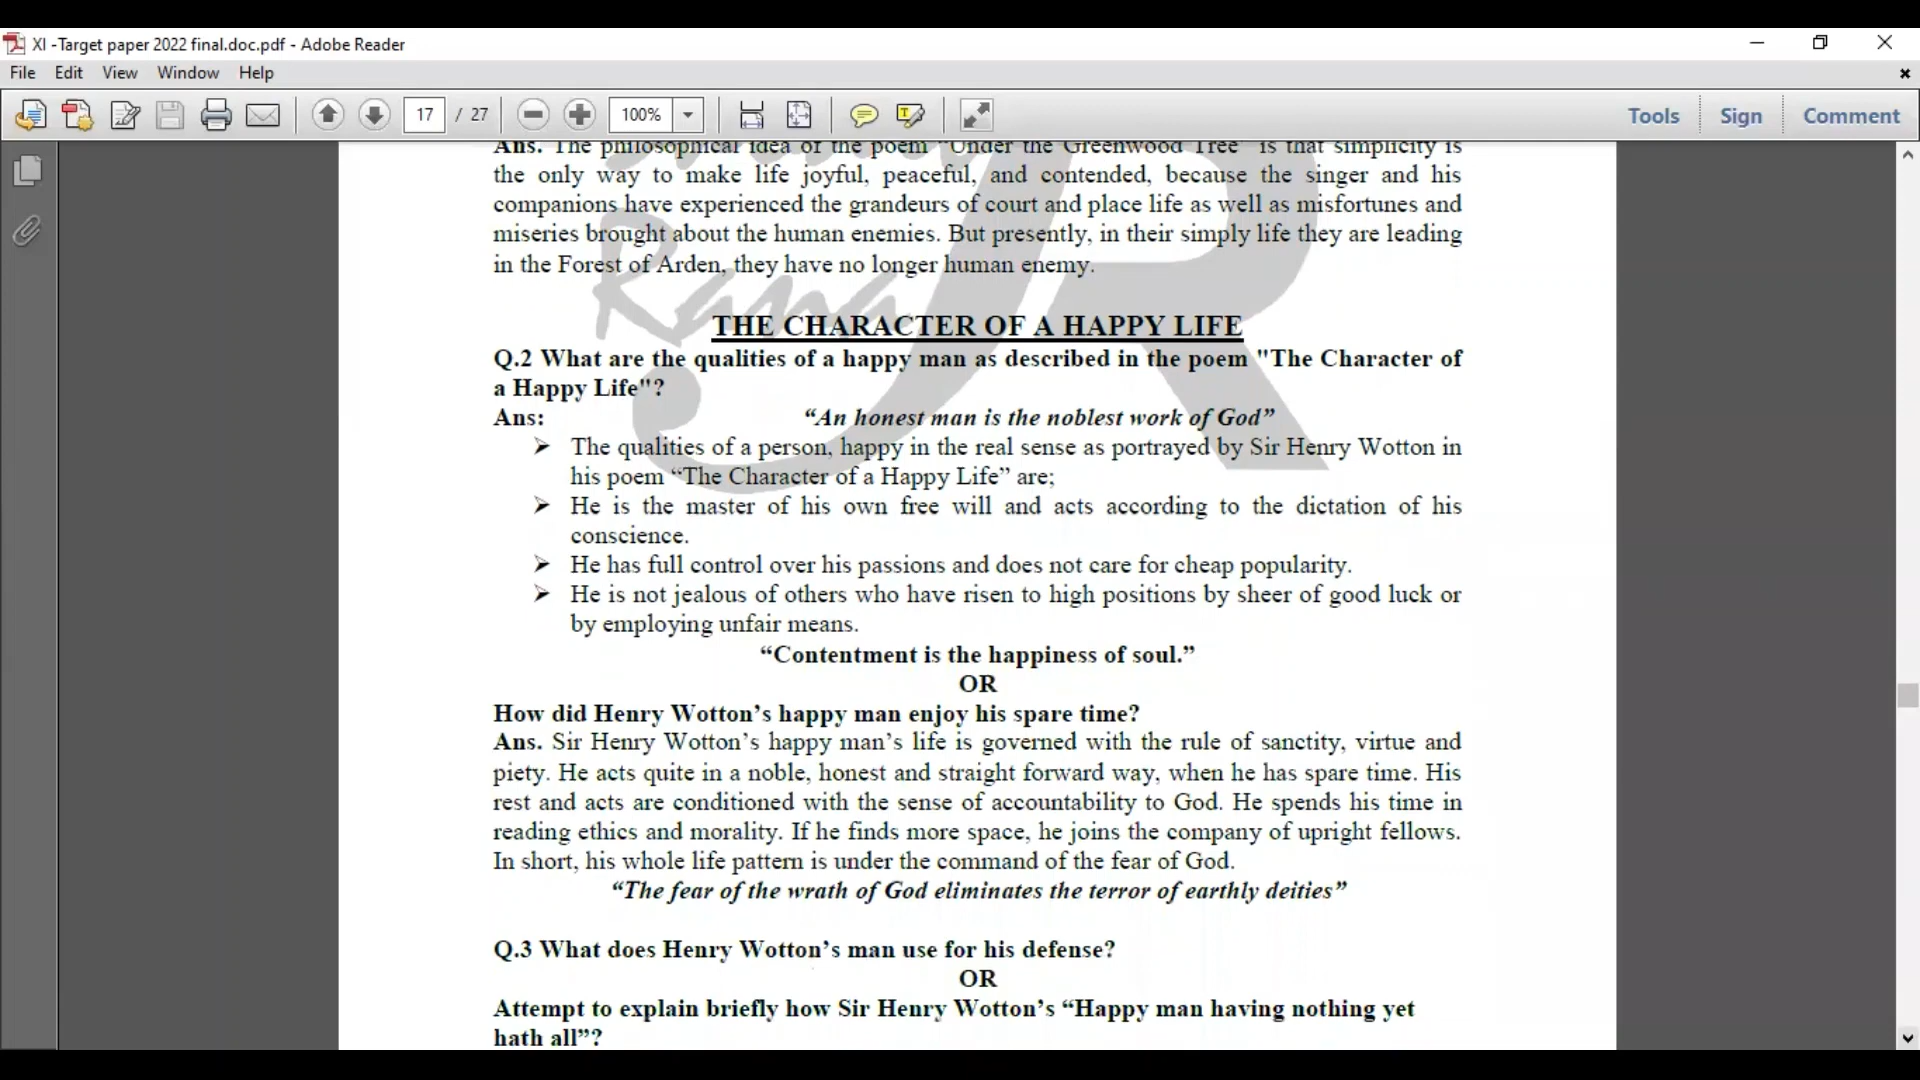 XI -Target paper 2022 final.doc.pdf - Adobe Reader
File Edit View Window Help
17 / 27 100% Tools Sign Comment
Ans. The philosophical idea of the poem “Under the Greenwood Tree” is that simplicity is
the only way to make life joyful, peaceful, and contended, because the singer and his
companions have experienced the grandeurs of court and place life as well as misfortunes and
miseries brought about the human enemies. But presently, in their simply life they are leading
in the Forest of Arden, they have no longer human enemy.
Rana
JR
THE CHARACTER OF A HAPPY LIFE
Q.2 What are the qualities of a happy man as described in the poem "The Character of
a Happy Life"?
Ans: “An honest man is the noblest work of God”
➢ The qualities of a person, happy in the real sense as portrayed by Sir Henry Wotton in
his poem “The Character of a Happy Life” are;
➢ He is the master of his own free will and acts according to the dictation of his
conscience.
➢ He has full control over his passions and does not care for cheap popularity.
➢ He is not jealous of others who have risen to high positions by sheer of good luck or
by employing unfair means.
“Contentment is the happiness of soul.”
OR
How did Henry Wotton’s happy man enjoy his spare time?
Ans. Sir Henry Wotton’s happy man’s life is governed with the rule of sanctity, virtue and
piety. He acts quite in a noble, honest and straight forward way, when he has spare time. His
rest and acts are conditioned with the sense of accountability to God. He spends his time in
reading ethics and morality. If he finds more space, he joins the company of upright fellows.
In short, his whole life pattern is under the command of the fear of God.
“The fear of the wrath of God eliminates the terror of earthly deities”
Q.3 What does Henry Wotton’s man use for his defense?
OR
Attempt to explain briefly how Sir Henry Wotton’s “Happy man having nothing yet
hath all”?